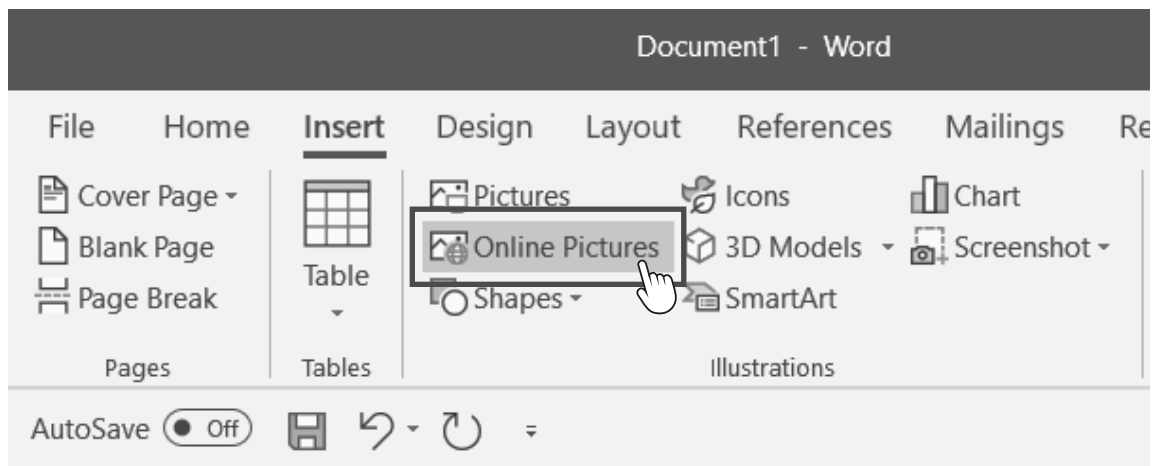 Document1 - Word
File Home Insert Design Layout References Mailings Re
Cover Page
Blank Page
Page Break
Pages
Table
Tables
Pictures
Online Pictures
Shapes
Icons
3D Models
SmartArt
Chart
Screenshot
Illustrations
AutoSave Off